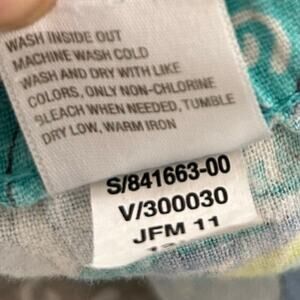 WASH INSIDE OUT
MACHINE WASH COLD
WASH AND DRY WITH LIKE
COLORS, ONLY NON-CHLORINE
BLEACH WHEN NEEDED, TUMBLE
DRY LOW, WARM IRON
S/841663-00
V/300030
JFM 11